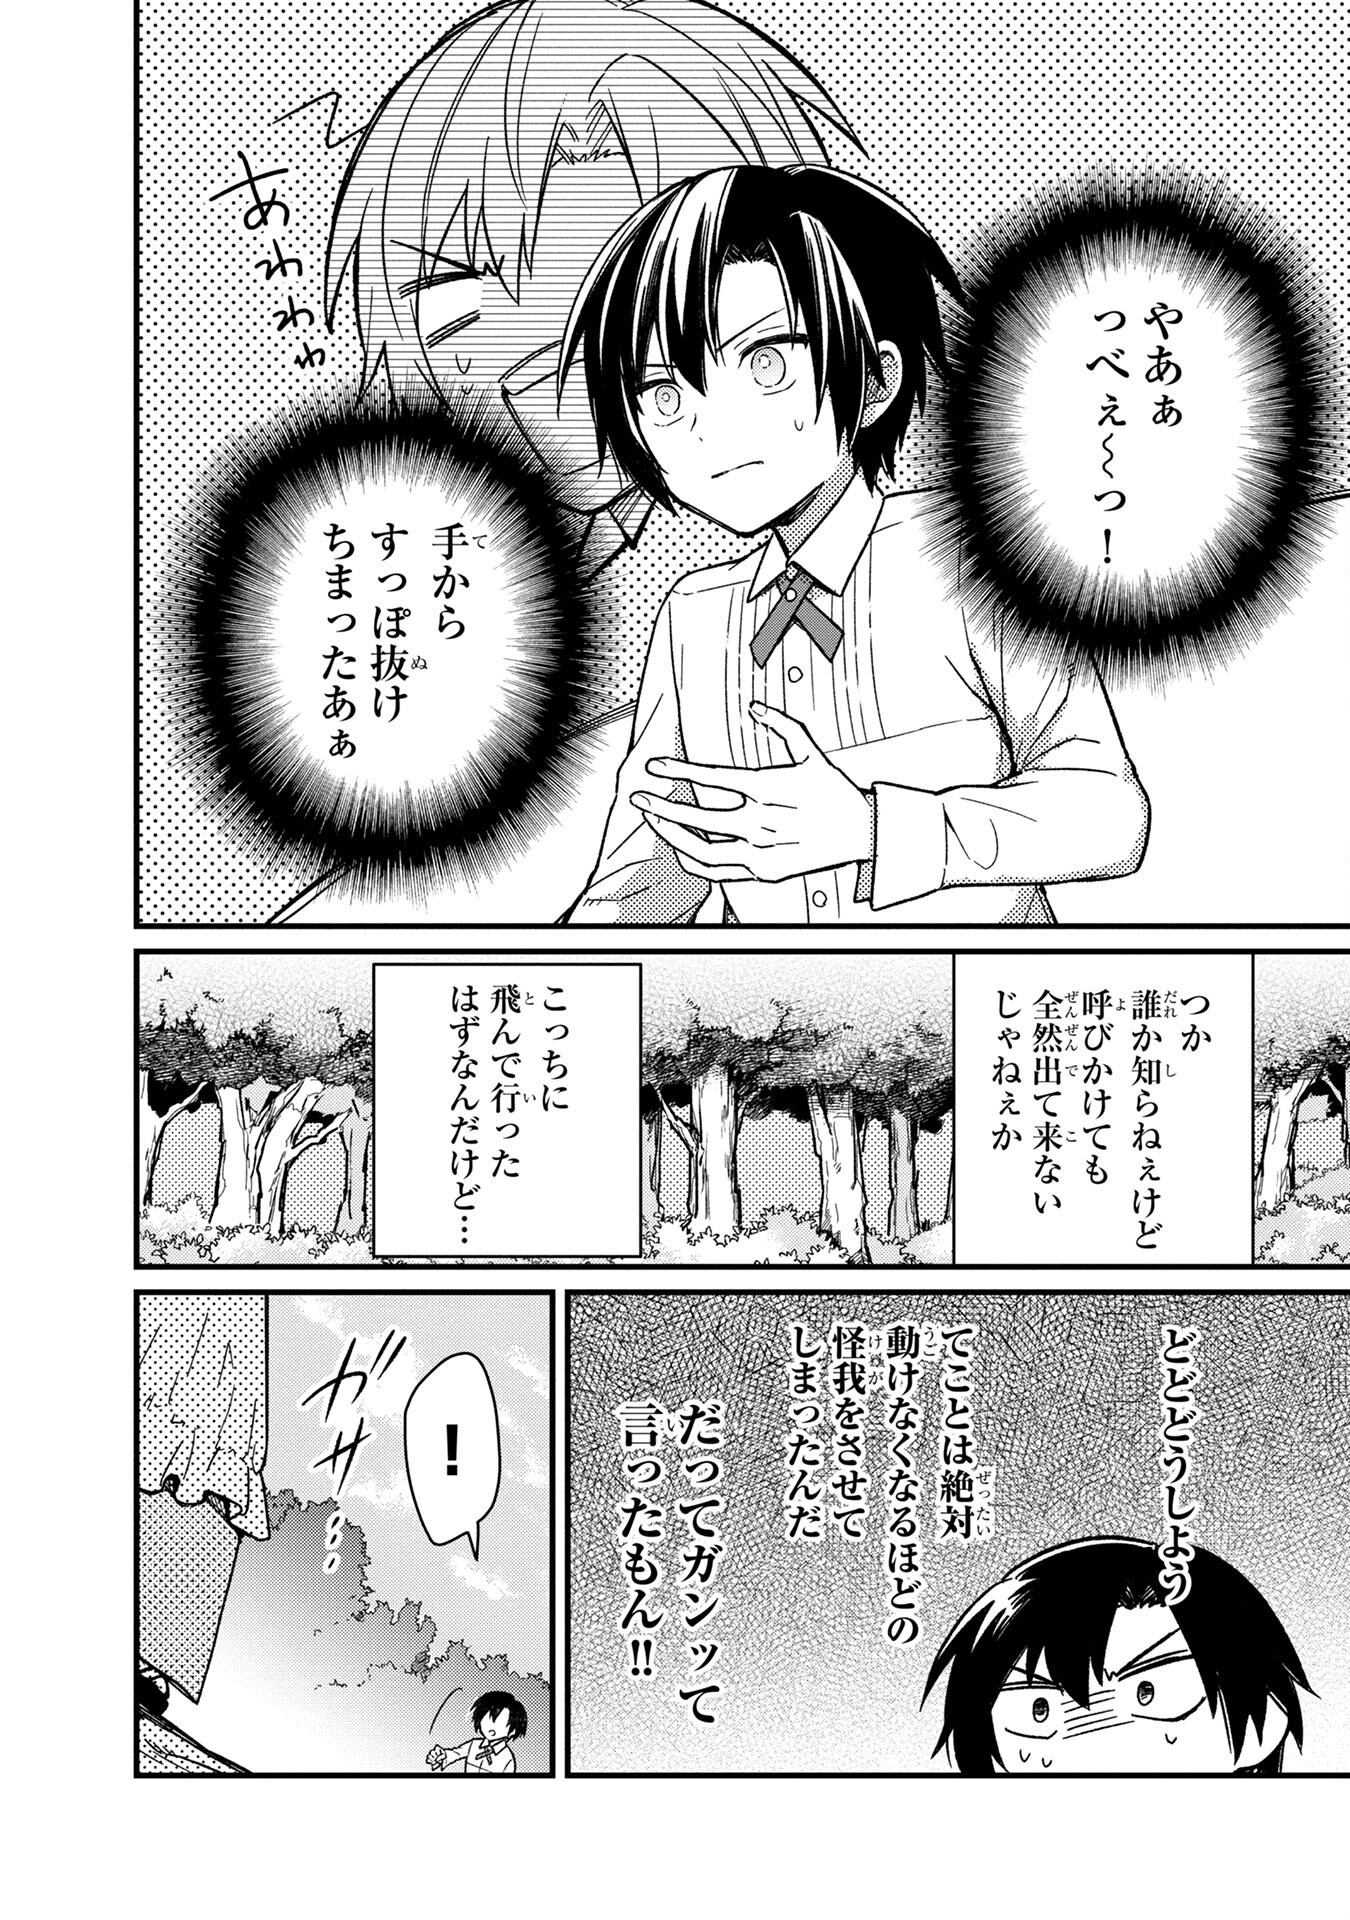 やあぁ
っべぇ〜っ！
手から
すっぽ抜け
ちまったあぁ
あわわわわ
つか
誰か知らねぇけど
呼びかけても
全然出て来ない
じゃねぇか
こっちに
飛んで行った
はずなんだけど…
どどどうしよう
てことは絶対
動けなくなるほどの
怪我をさせて
しまったんだ
だってガンッて
言ったもん!!
！
ガサ…